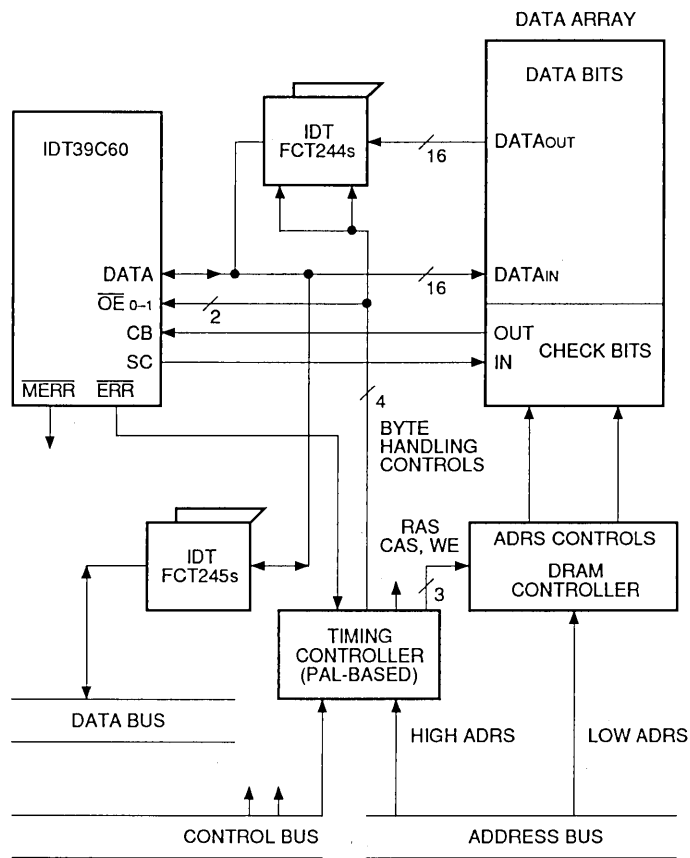 DATA ARRAY
DATA BITS
IDT39C60
IDT
FCT244s
16
DATAOUT
DATA
16
DATAIN
OE 0–1
2
CB
OUT
CHECK BITS
SC
IN
MERR
ERR
4
BYTE
HANDLING
CONTROLS
RAS
CAS, WE
3
ADRS CONTROLS
DRAM
CONTROLLER
IDT
FCT245s
TIMING
CONTROLLER
(PAL-BASED)
DATA BUS
HIGH ADRS
LOW ADRS
CONTROL BUS
ADDRESS BUS